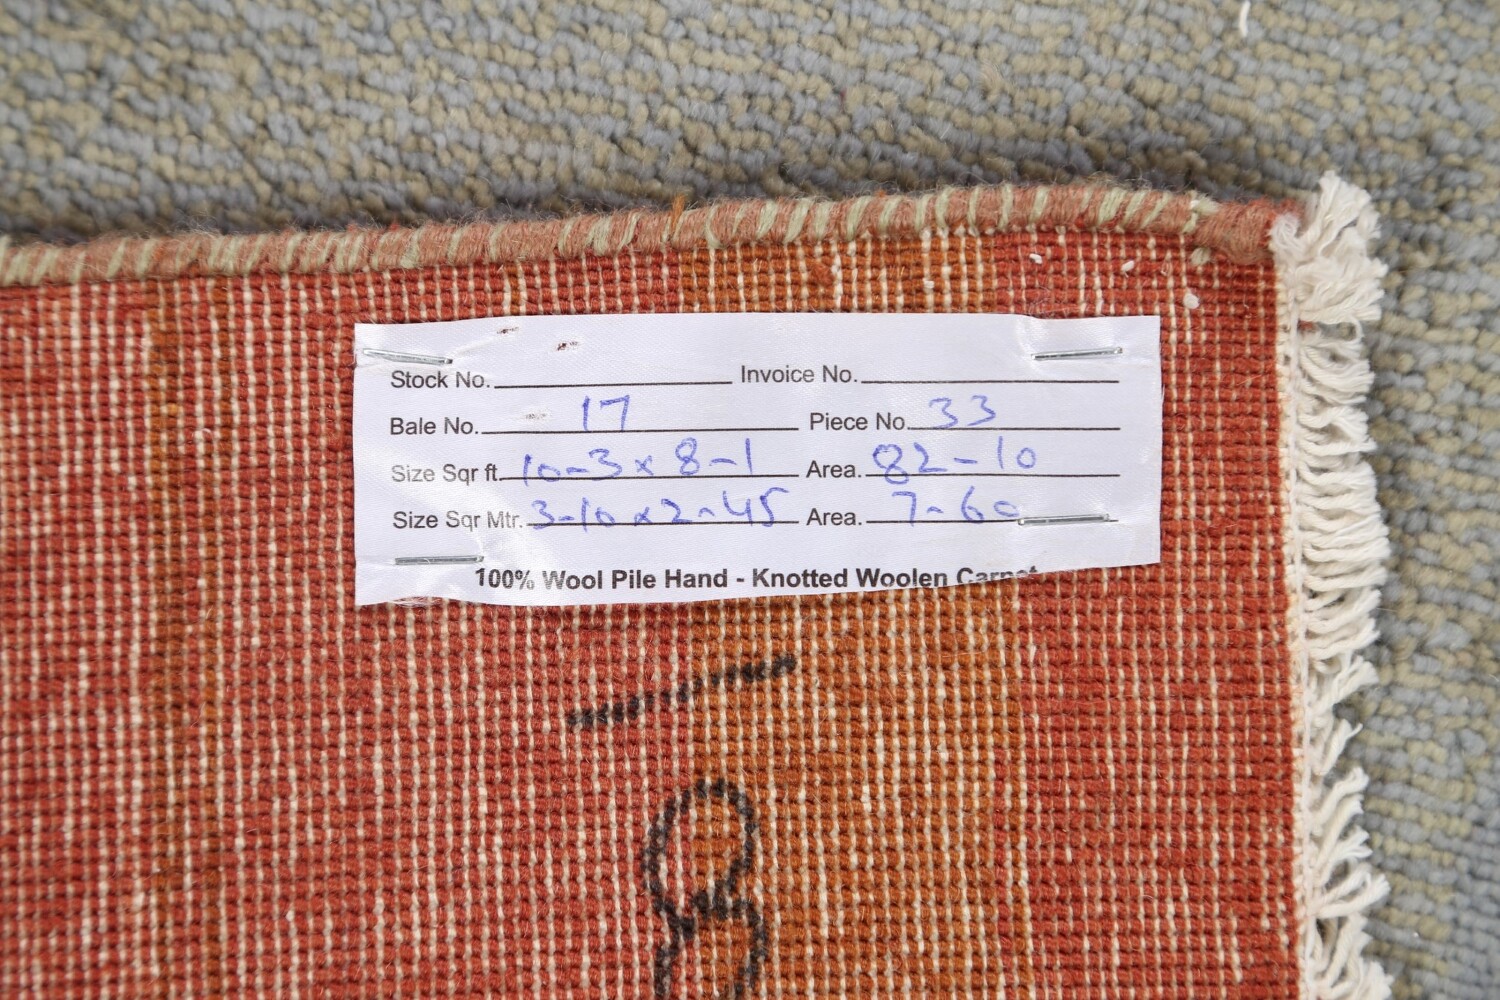 Stock No. Invoice No.
Bale No. 17 Piece No. 33
Size Sqr ft. 10-3 x 8-1 Area. 82-10
Size Sqr Mtr. 3-10 x 2-45 Area. 7-60
100% Wool Pile Hand - Knotted Woolen Carpet